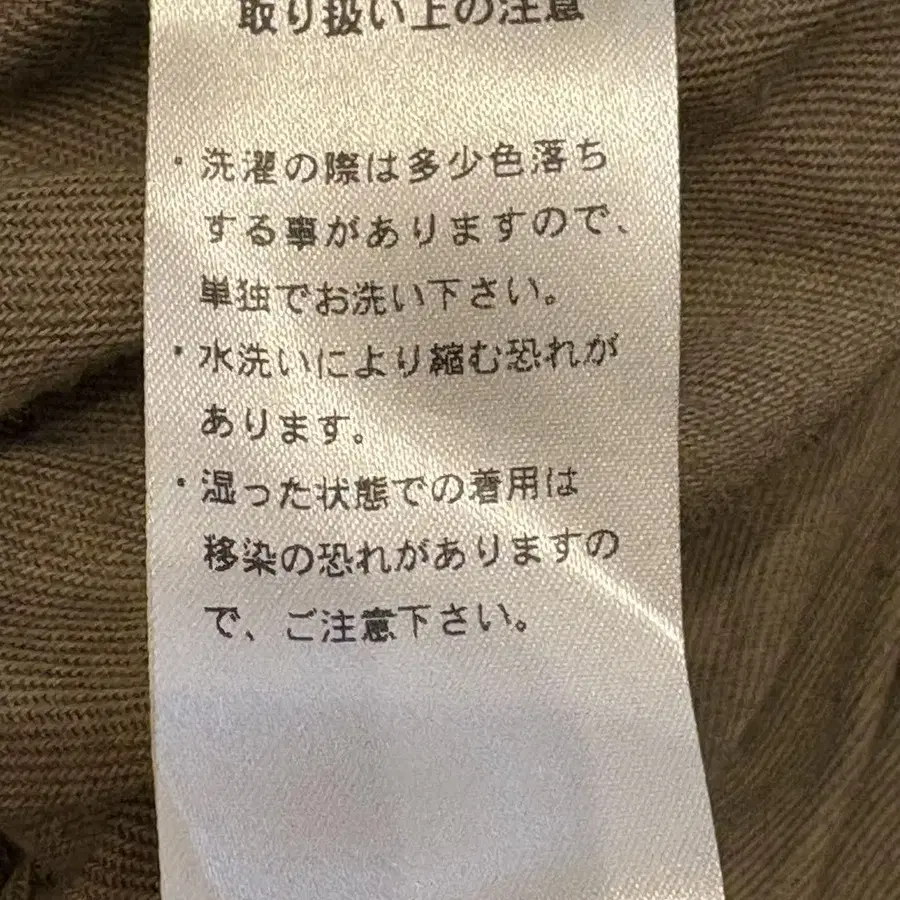 取り扱い上の注意
・洗濯の際は多少色落ち
する事がありますので、
単独でお洗い下さい。
・水洗いにより縮む恐れが
あります。
・湿った状態での着用は
移染の恐れがありますの
で、ご注意下さい。